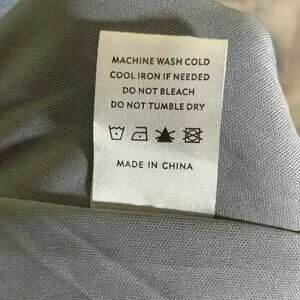 MACHINE WASH COLD
COOL IRON IF NEEDED
DO NOT BLEACH
DO NOT TUMBLE DRY
MADE IN CHINA